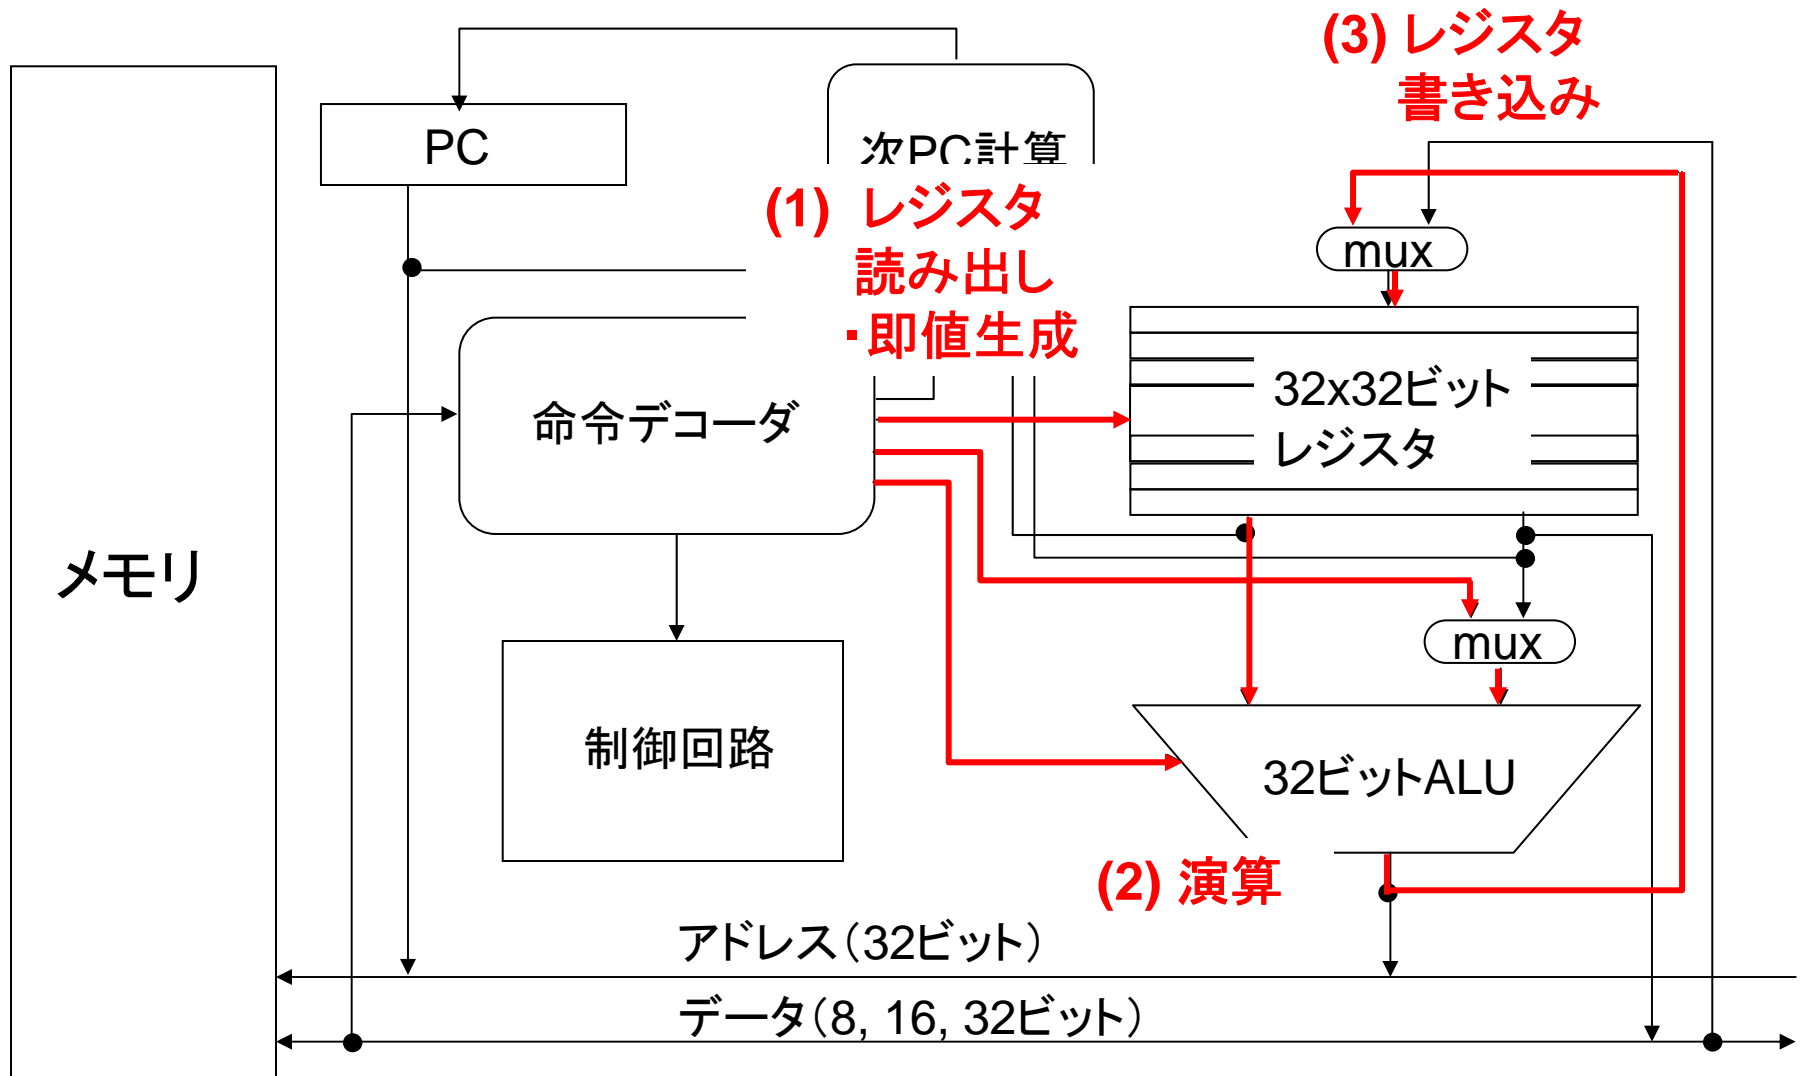 (3) レジスタ
書き込み
PC
次PC計算
(1) レジスタ
読み出し
・即値生成
mux
32x32ビット
レジスタ
命令デコーダ
メモリ
mux
制御回路
32ビットALU
(2) 演算
アドレス(32ビット)
データ(8, 16, 32ビット)